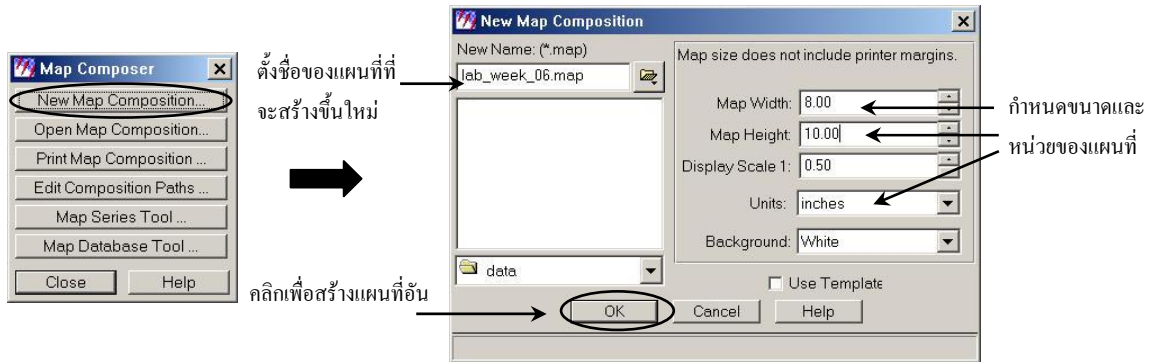 Map Composer
New Map Composition...
Open Map Composition...
Print Map Composition ...
Edit Composition Paths ...
Map Series Tool ...
Map Database Tool ...
Close
Help
ตั้งชื่อของแผนที่ที่
จะสร้างขึ้นใหม่
คลิกเพื่อสร้างแผนที่อัน
New Map Composition
New Name: (*.map)
lab_week_06.map
data
Map size does not include printer margins.
Map Width: 8.00
Map Height: 10.00
Display Scale 1: 0.50
Units: inches
Background: White
Use Template
OK
Cancel
Help
กำหนดขนาดและ
หน่วยของแผนที่